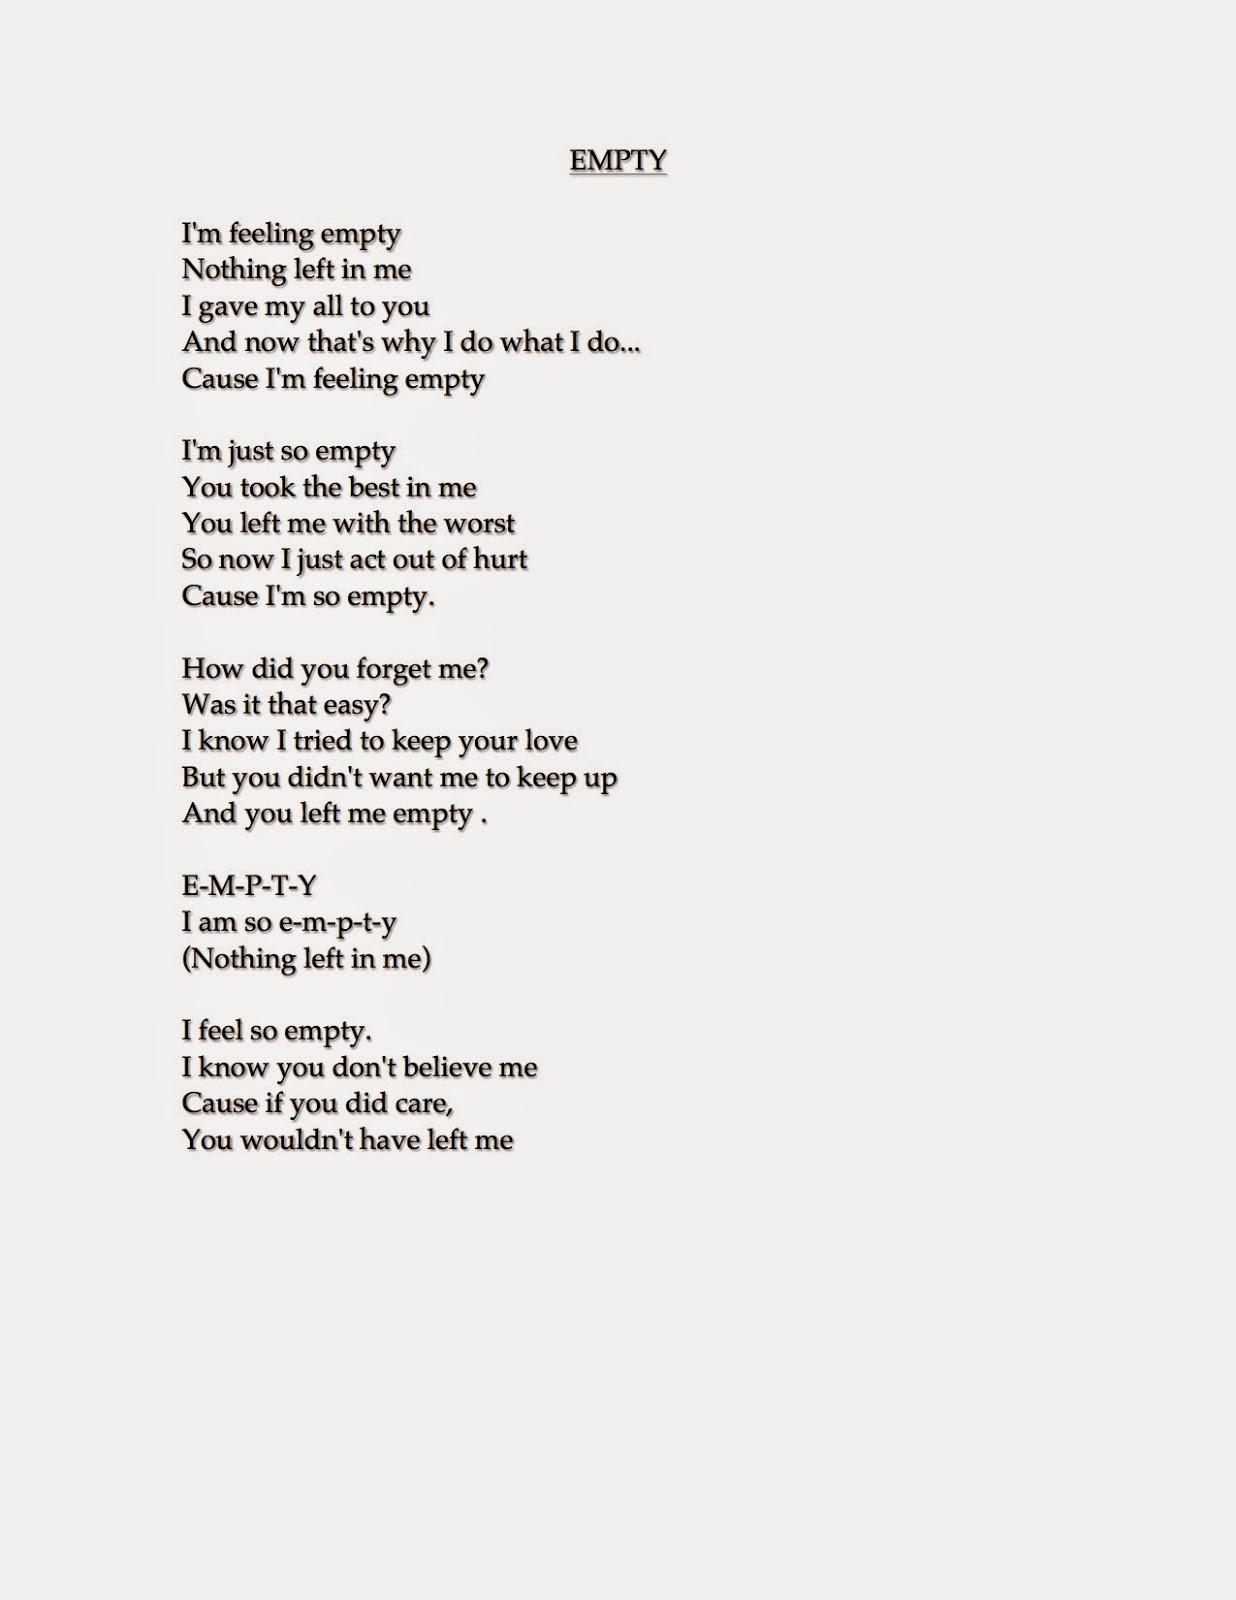 EMPTY
I'm feeling empty
Nothing left in me
I gave my all to you
And now that's why I do what I do...
Cause I'm feeling empty
I'm just so empty
You took the best in me
You left me with the worst
So now I just act out of hurt
Cause I'm so empty.
How did you forget me?
Was it that easy?
I know I tried to keep your love
But you didn't want me to keep up
And you left me empty .
E-M-P-T-Y
I am so e-m-p-t-y
(Nothing left in me)
I feel so empty.
I know you don't believe me
Cause if you did care,
You wouldn't have left me